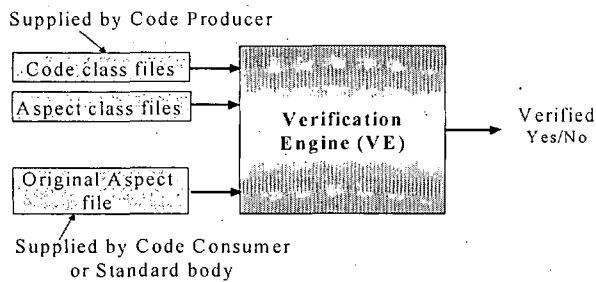 Supplied by Code Producer
Code class files
Aspect class files
Verification
Engine (VE)
Verified
Yes/No
Original Aspect
file
Supplied by Code Consumer
or Standard body